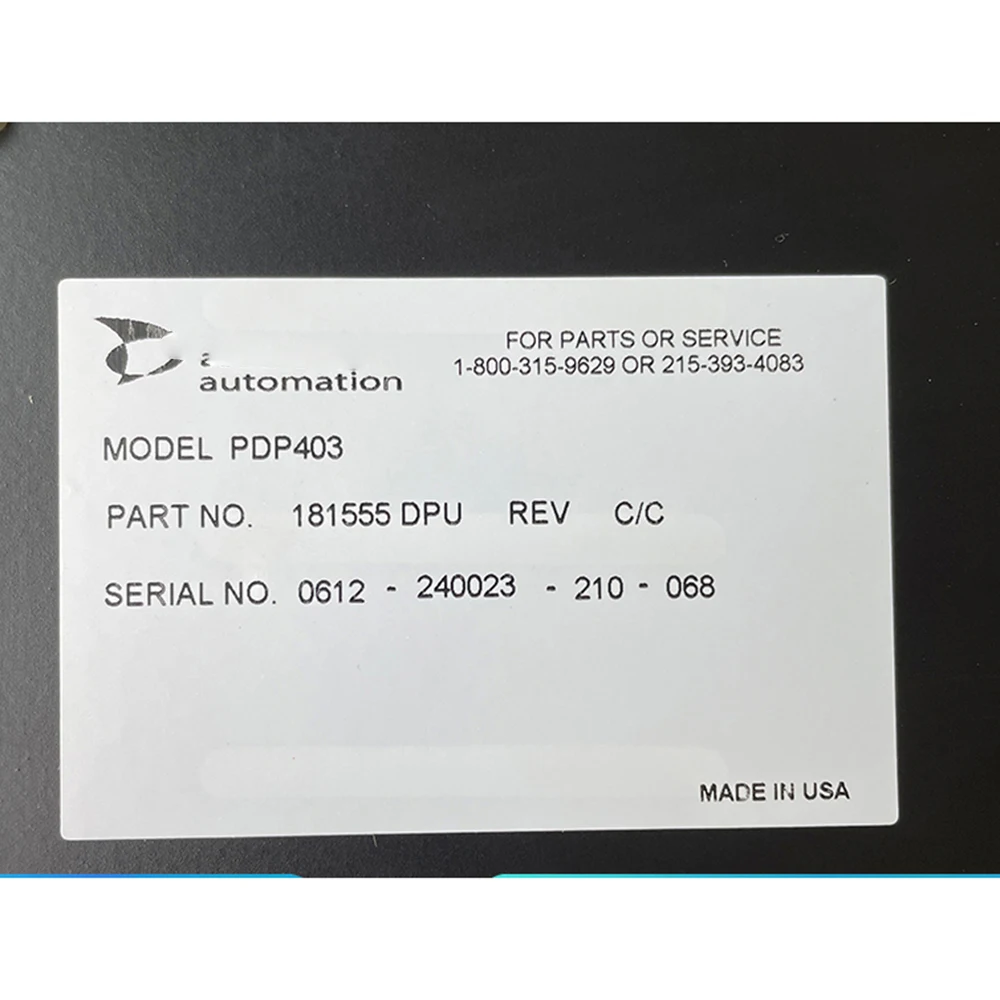 FOR PARTS OR SERVICE
1-800-315-9629 OR 215-393-4083
automation
MODEL PDP403
PART NO. 181555 DPU REV C/C
SERIAL NO. 0612 - 240023 - 210 - 068
MADE IN USA